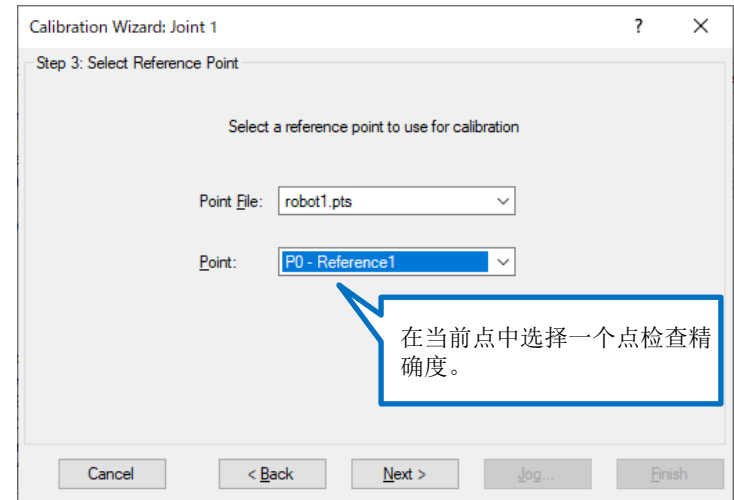 Calibration Wizard: Joint 1
?
Step 3: Select Reference Point
Select a reference point to use for calibration
Point File: robot1.pts
Point: P0 - Reference1
在当前点中选择一个点检查精
确度。
Cancel
< Back
Next >
Jog...
Finish